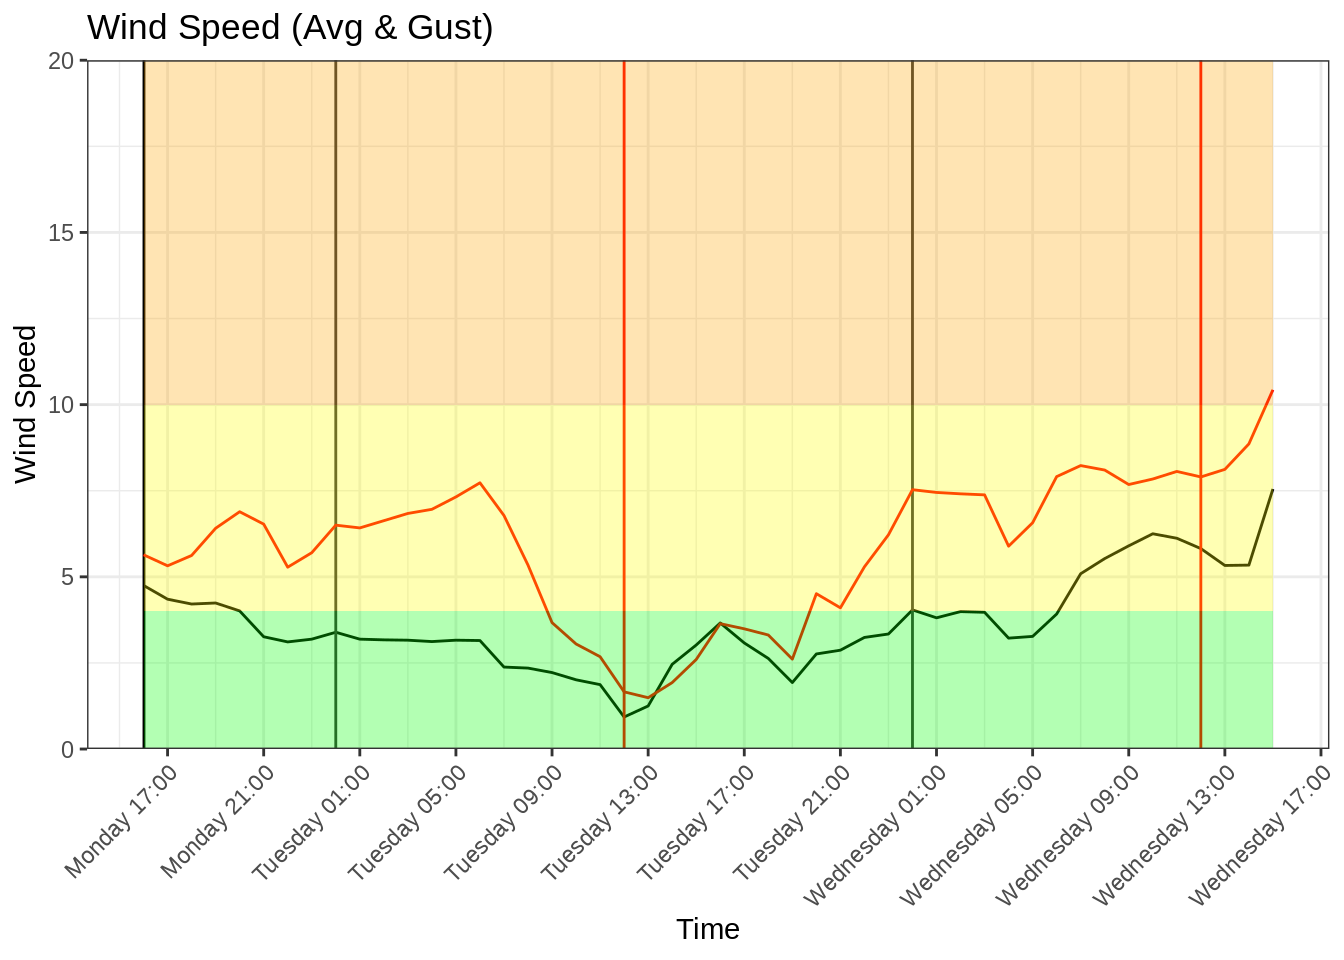 Wind Speed (Avg & Gust)
20
15
10
5
0
Wind Speed
Monday 17:00
Monday 21:00
Tuesday 01:00
Tuesday 05:00
Tuesday 09:00
Tuesday 13:00
Tuesday 17:00
Tuesday 21:00
Wednesday 01:00
Wednesday 05:00
Wednesday 09:00
Wednesday 13:00
Wednesday 17:00
Time